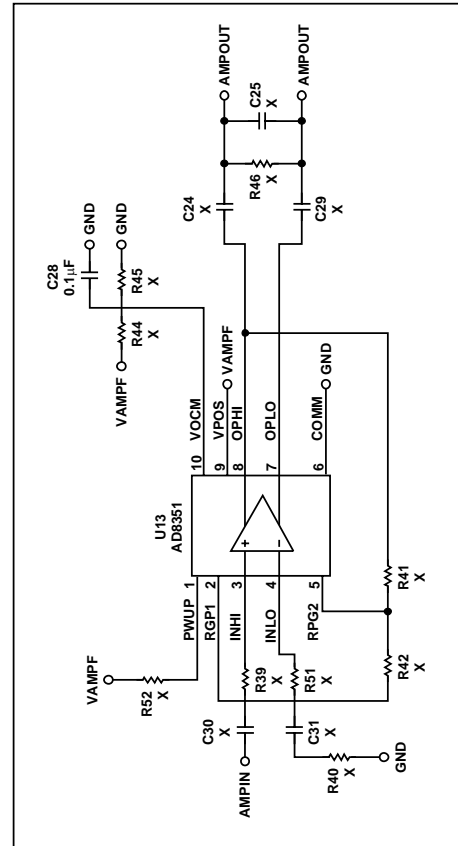 VAMPF
R52
X
AMPIN
C30
X
R39
X
C31
X
R51
X
R40
X
GND
U13
AD8351
PWUP
1
RGP1
2
INHI
3
INLO
4
RPG2
5
+
−
10
VOCM
9
VPOS
8
OPHI
7
OPLO
6
COMM
VAMPF
GND
R42
X
R41
X
VAMPF
R44
X
R45
X
C28
0.1µF
GND
GND
C24
X
C29
X
R46
X
C25
X
AMPOUT
AMPOUT